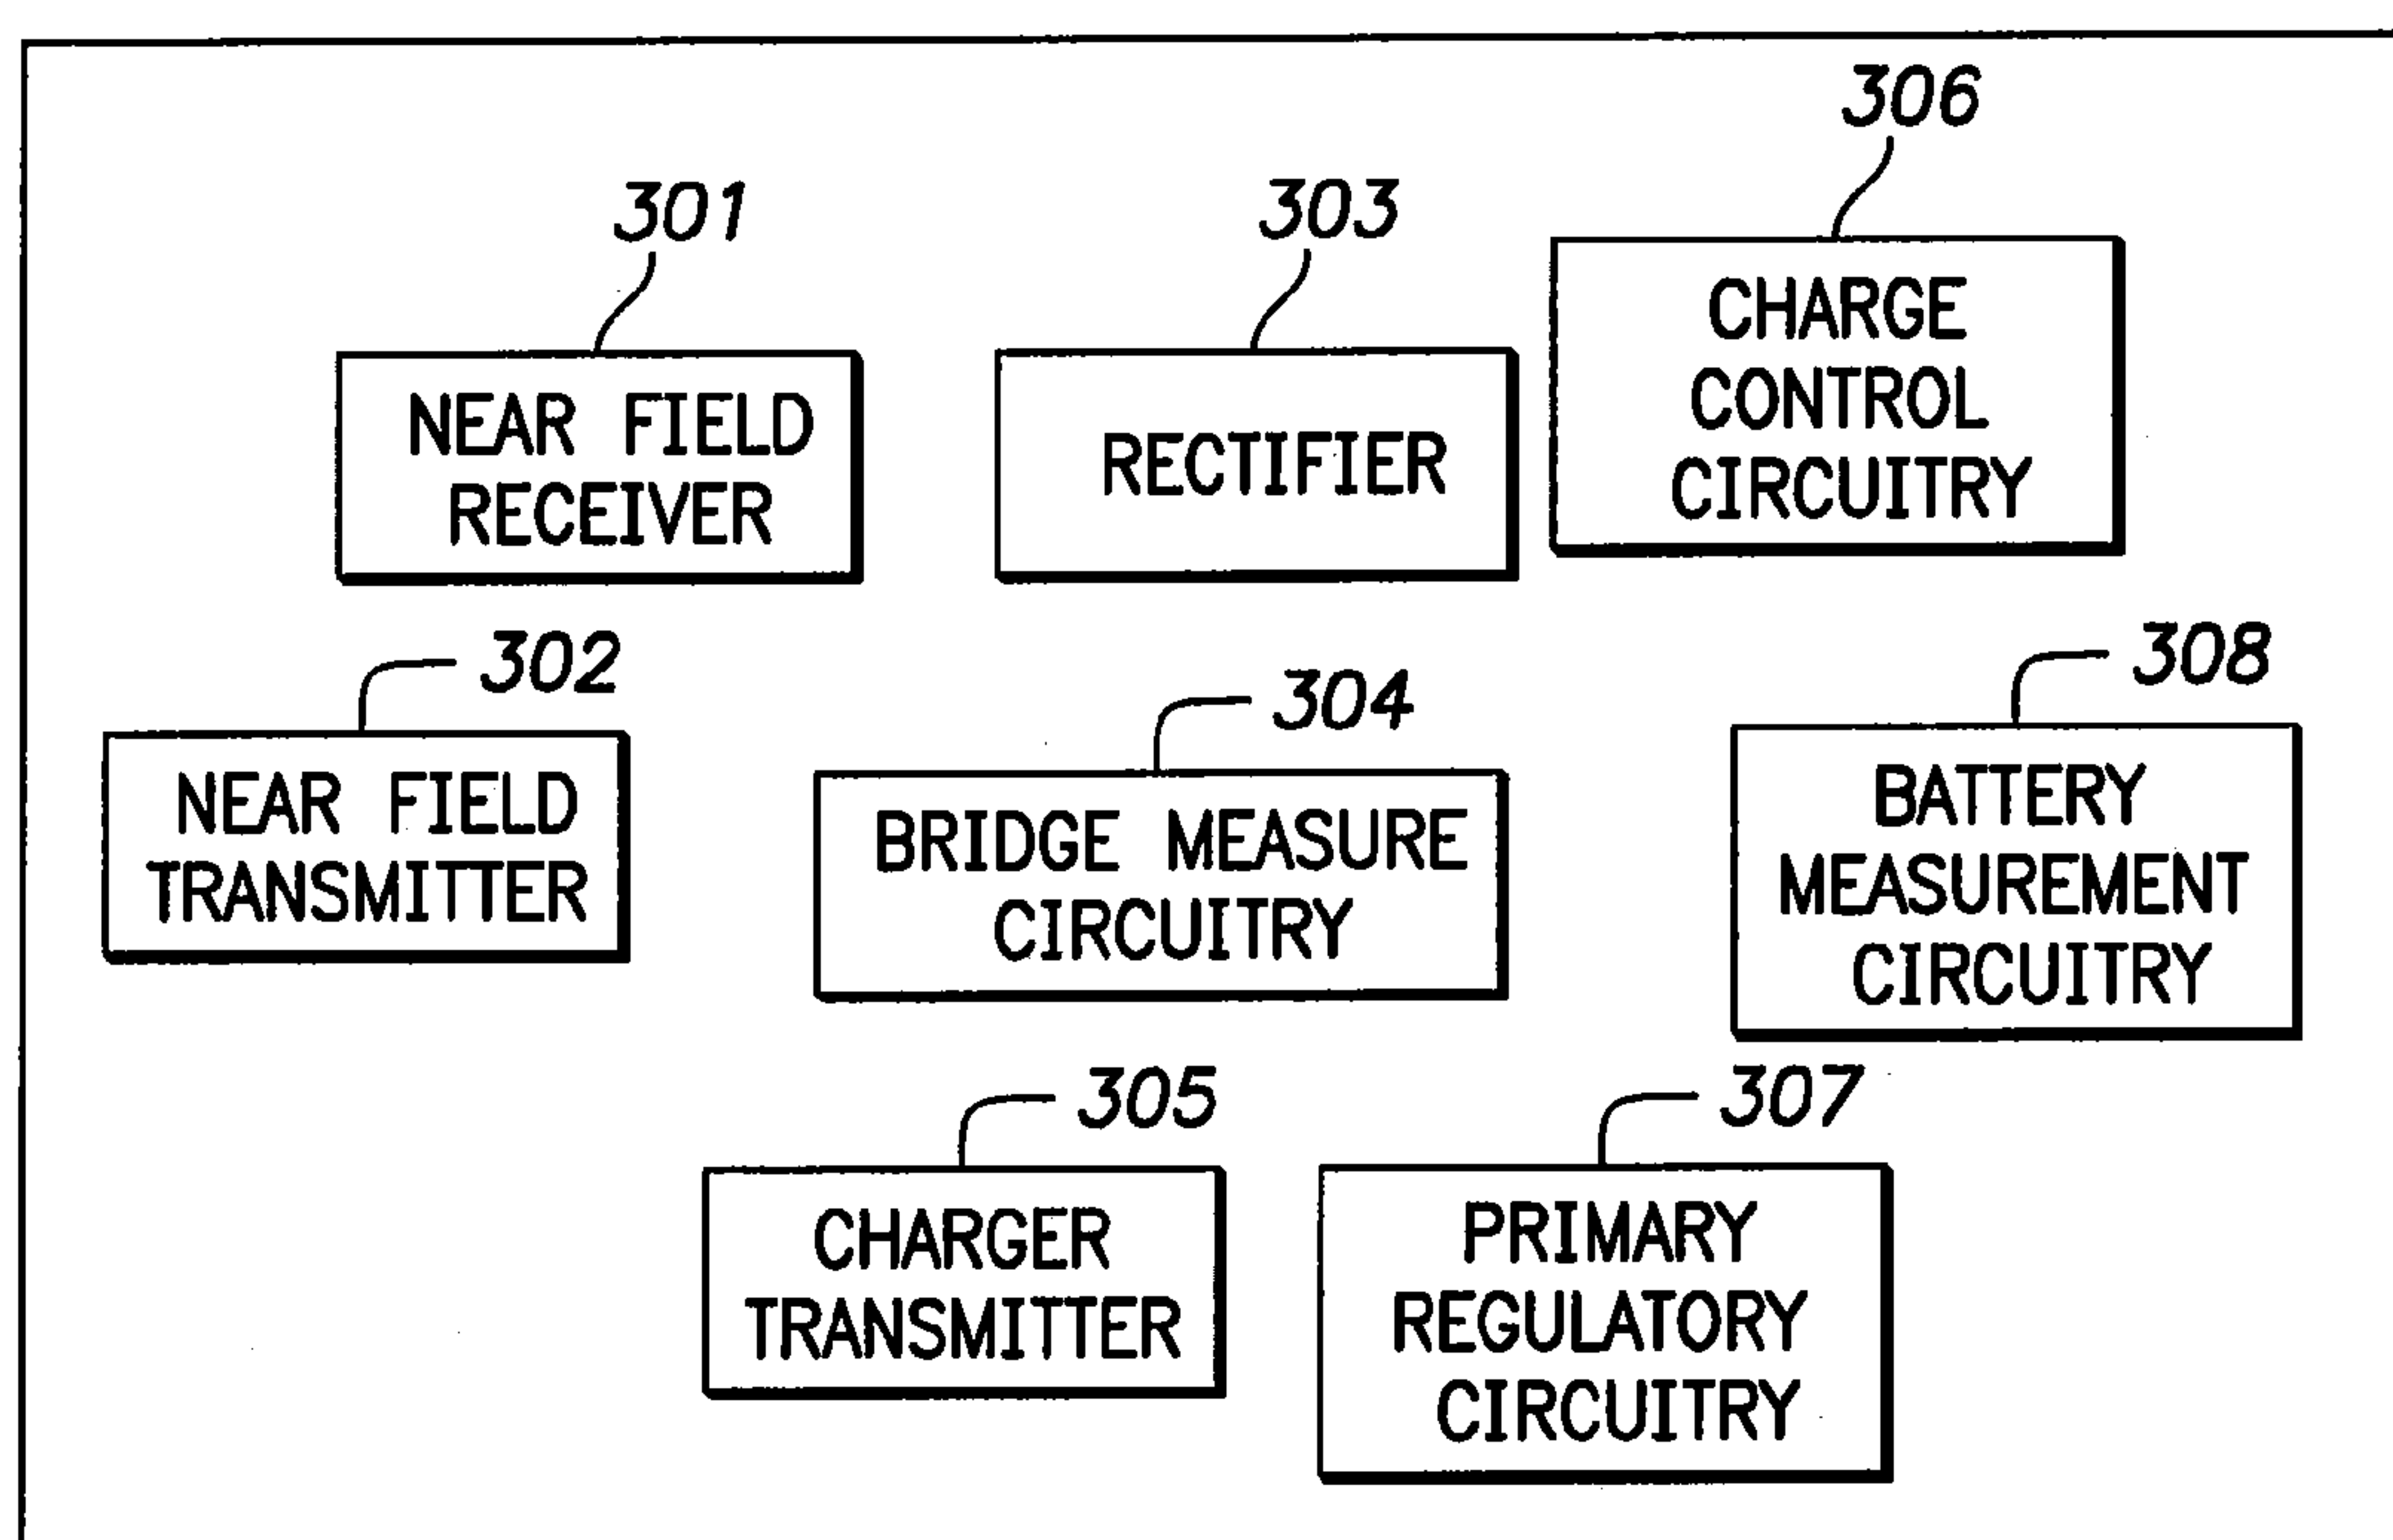 306
301
303
CHARGE
CONTROL
CIRCUITRY
NEAR FIELD
RECEIVER
RECTIFIER
302
304
308
NEAR FIELD
TRANSMITTER
BRIDGE MEASURE
CIRCUITRY
BATTERY
MEASUREMENT
CIRCUITRY
305
307
CHARGER
TRANSMITTER
PRIMARY
REGULATORY
CIRCUITRY